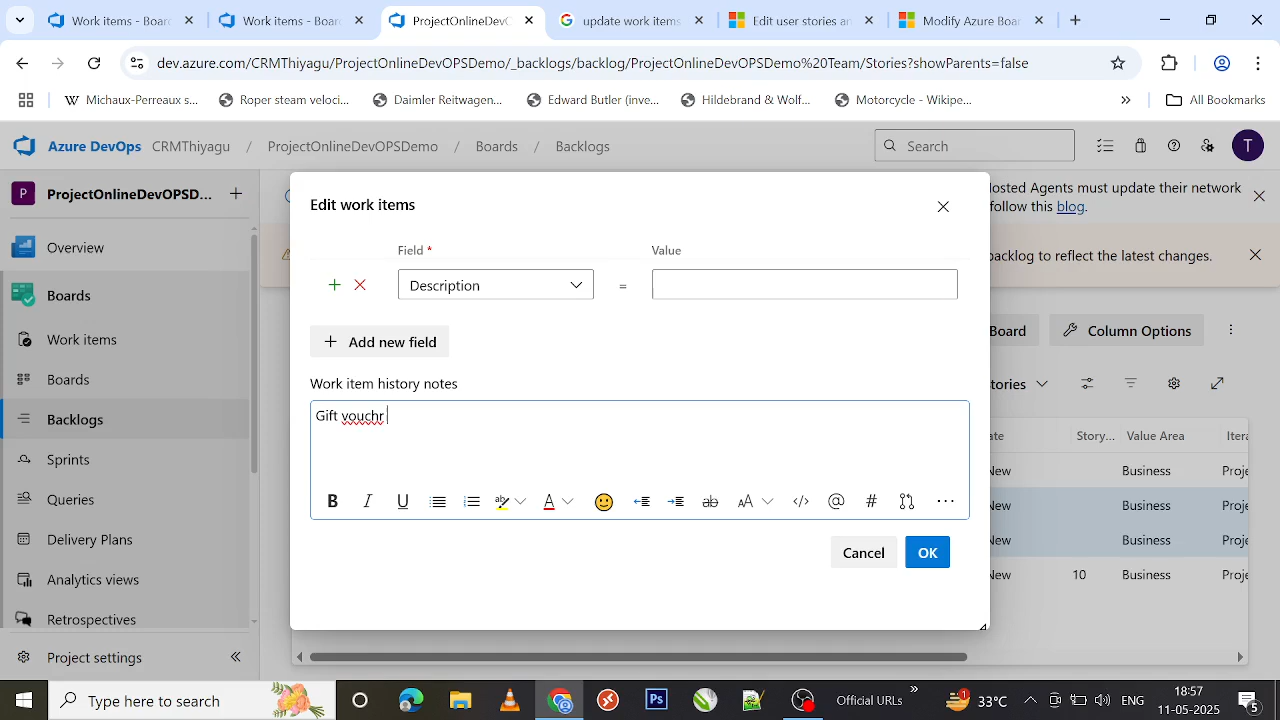 Work items - Boar
Work items - Boar
ProjectOnlineDevO
update work items
Edit user stories an
Modify Azure Boar
dev.azure.com/CRMThiyagu/ProjectOnlineDevOPSDemo/_backlogs/backlog/ProjectOnlineDevOPSDemo%20Team/Stories?showParents=false
Michaux-Perreaux s...
Roper steam veloci...
Daimler Reitwagen...
Edward Butler (inve...
Hildebrand & Wolf...
Motorcycle - Wikipe...
»
All Bookmarks
Azure DevOps CRMThiyagu / ProjectOnlineDevOPSDemo / Boards / Backlogs
Search
T
P ProjectOnlineDevOPSD...
Overview
Boards
Work items
Boards
Backlogs
Sprints
Queries
Delivery Plans
Analytics views
Retrospectives
Project settings
osted Agents must update their network
follow this blog.
backlog to reflect the latest changes.
Board
Column Options
tories
ate Story... Value Area Itera
New Business Proje
New Business Proje
New Business Proje
New 10 Business Proje
Edit work items
Field * Value
Description =
Add new field
Work item history notes
Gift vouchr
Cancel
OK
Type here to search
Official URLs
»
33°C
ENG
18:57
11-05-2025